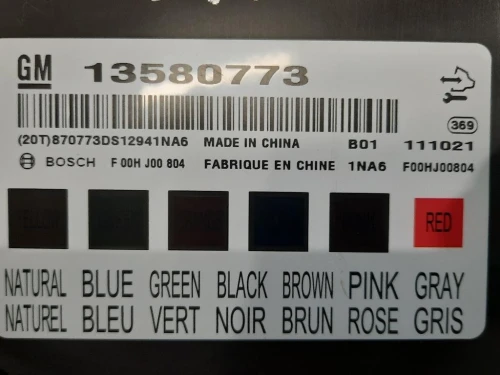 GM 13580773
369
(20T)870773DS12941NA6 MADE IN CHINA B01 111021
BOSCH F 00H J00 804 FABRIQUE EN CHINE 1NA6 F00HJ00804
RED
NATURAL BLUE GREEN BLACK BROWN PINK GRAY
NATUREL BLEU VERT NOIR BRUN ROSE GRIS